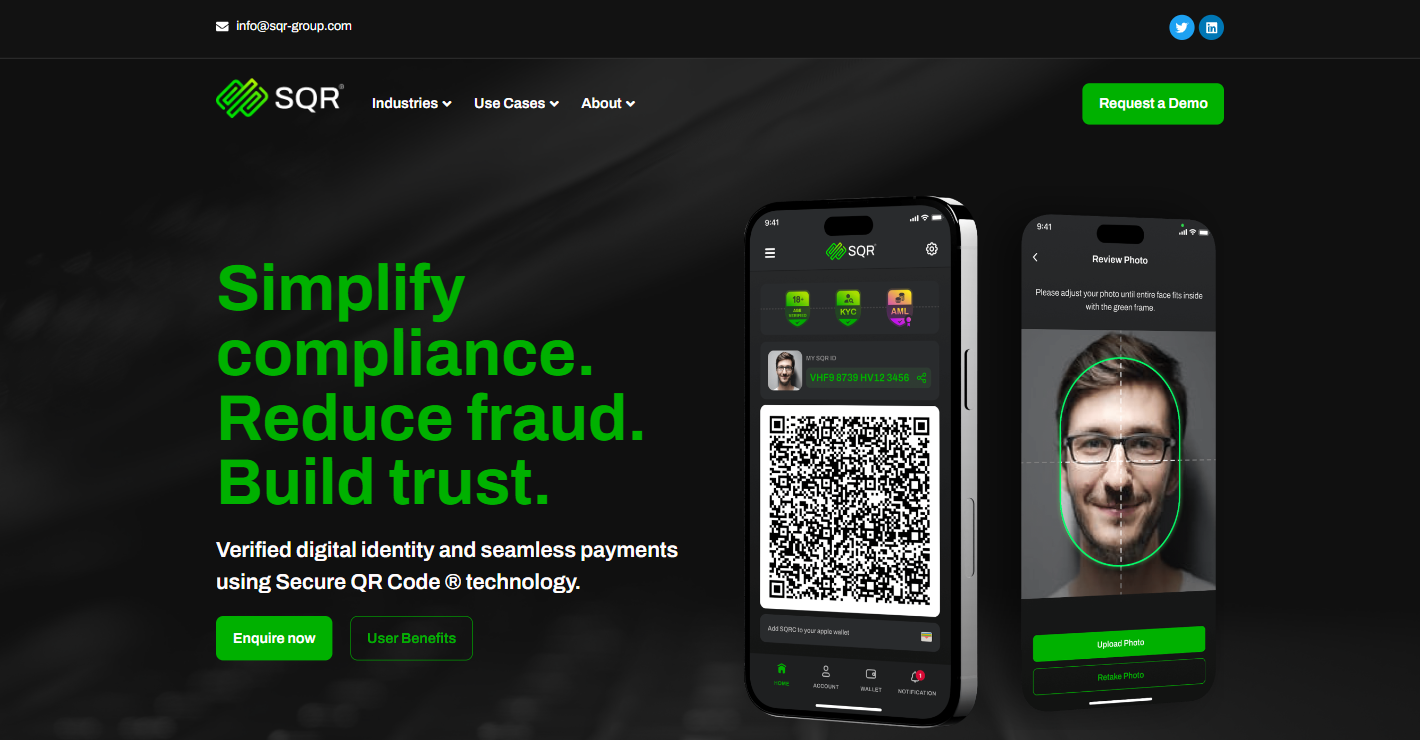 info@sqr-group.com
SQR®
Industries
Use Cases
About
Request a Demo
Simplify
compliance.
Reduce fraud.
Build trust.
Verified digital identity and seamless payments
using Secure QR Code ® technology.
Enquire now
User Benefits
9:41
SQR
18+
AGE
VERIFIED
KYC
AML
MY SQR ID
VHF9 8739 HV12 3456
Add SQRC to your apple wallet
HOME
ACCOUNT
WALLET
1
NOTIFICATION
9:41
Review Photo
Please adjust your photo until entire face fits inside
with the green frame.
Upload Photo
Retake Photo